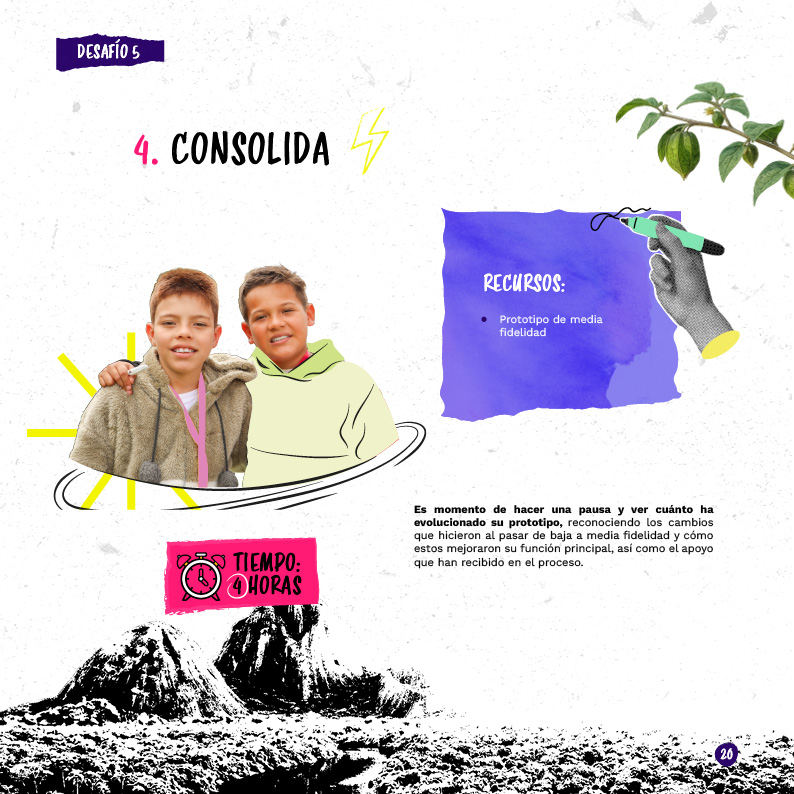 DESAFÍO 5
4. CONSOLIDA
RECURSOS:
• Prototipo de media
fidelidad
Es momento de hacer una pausa y ver cuánto ha
evolucionado su prototipo, reconociendo los cambios
que hicieron al pasar de baja a media fidelidad y cómo
estos mejoraron su función principal, así como el apoyo
que han recibido en el proceso.
TIEMPO:
4 HORAS
20